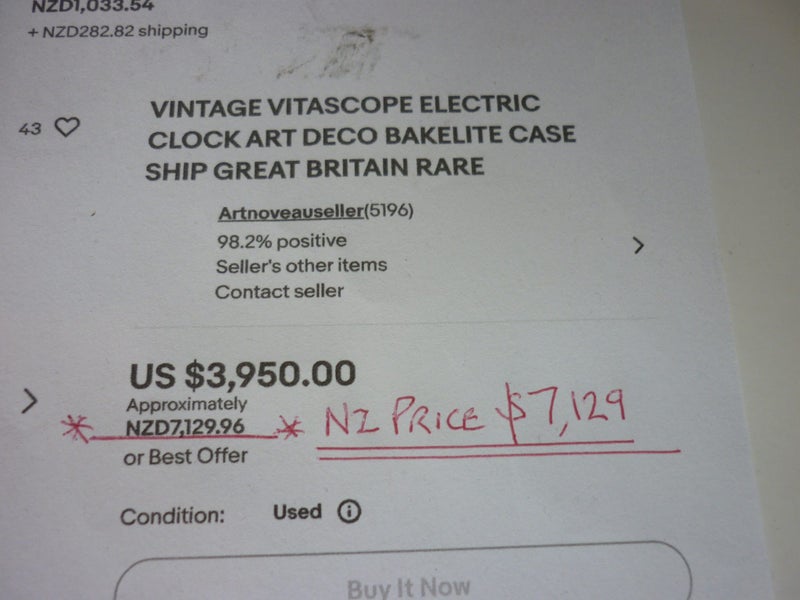 NZD1,033.54
+ NZD282.82 shipping
43
VINTAGE VITASCOPE ELECTRIC
CLOCK ART DECO BAKELITE CASE
SHIP GREAT BRITAIN RARE
Artnoveauseller(5196)
98.2% positive
Seller's other items
Contact seller
US $3,950.00
Approximately
* NZD7,129.96 * NZ PRICE $7,129
or Best Offer
Condition: Used
Buy It Now